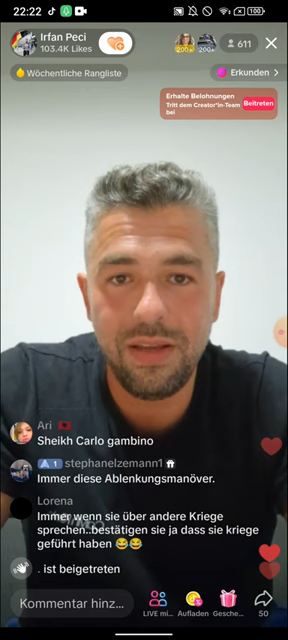 22:22
100
Irfan Peci
103.4K Likes
200+
200+
611
Wöchentliche Rangliste
Erkunden >
Erhalte Belohnungen
Tritt dem Creator*in-Team
bei
Beitreten
Ari
Sheikh Carlo gambino
1 stephanelzemann1
Immer diese Ablenkungsmanöver.
Lorena
Immer wenn sie über andere Kriege
sprechen..bestätigen sie ja dass sie kriege
geführt haben 😂😂
. ist beigetreten
Kommentar hinz...
LIVE mi...
Aufladen
Gesche...
50